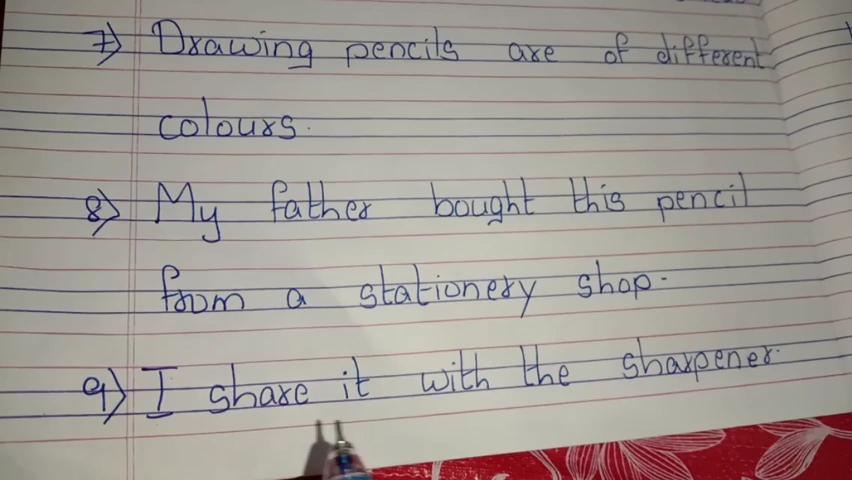 7) Drawing pencils are of different
colours.
8) My father bought this pencil
from a stationery shop.
9) I share it with the sharpener.